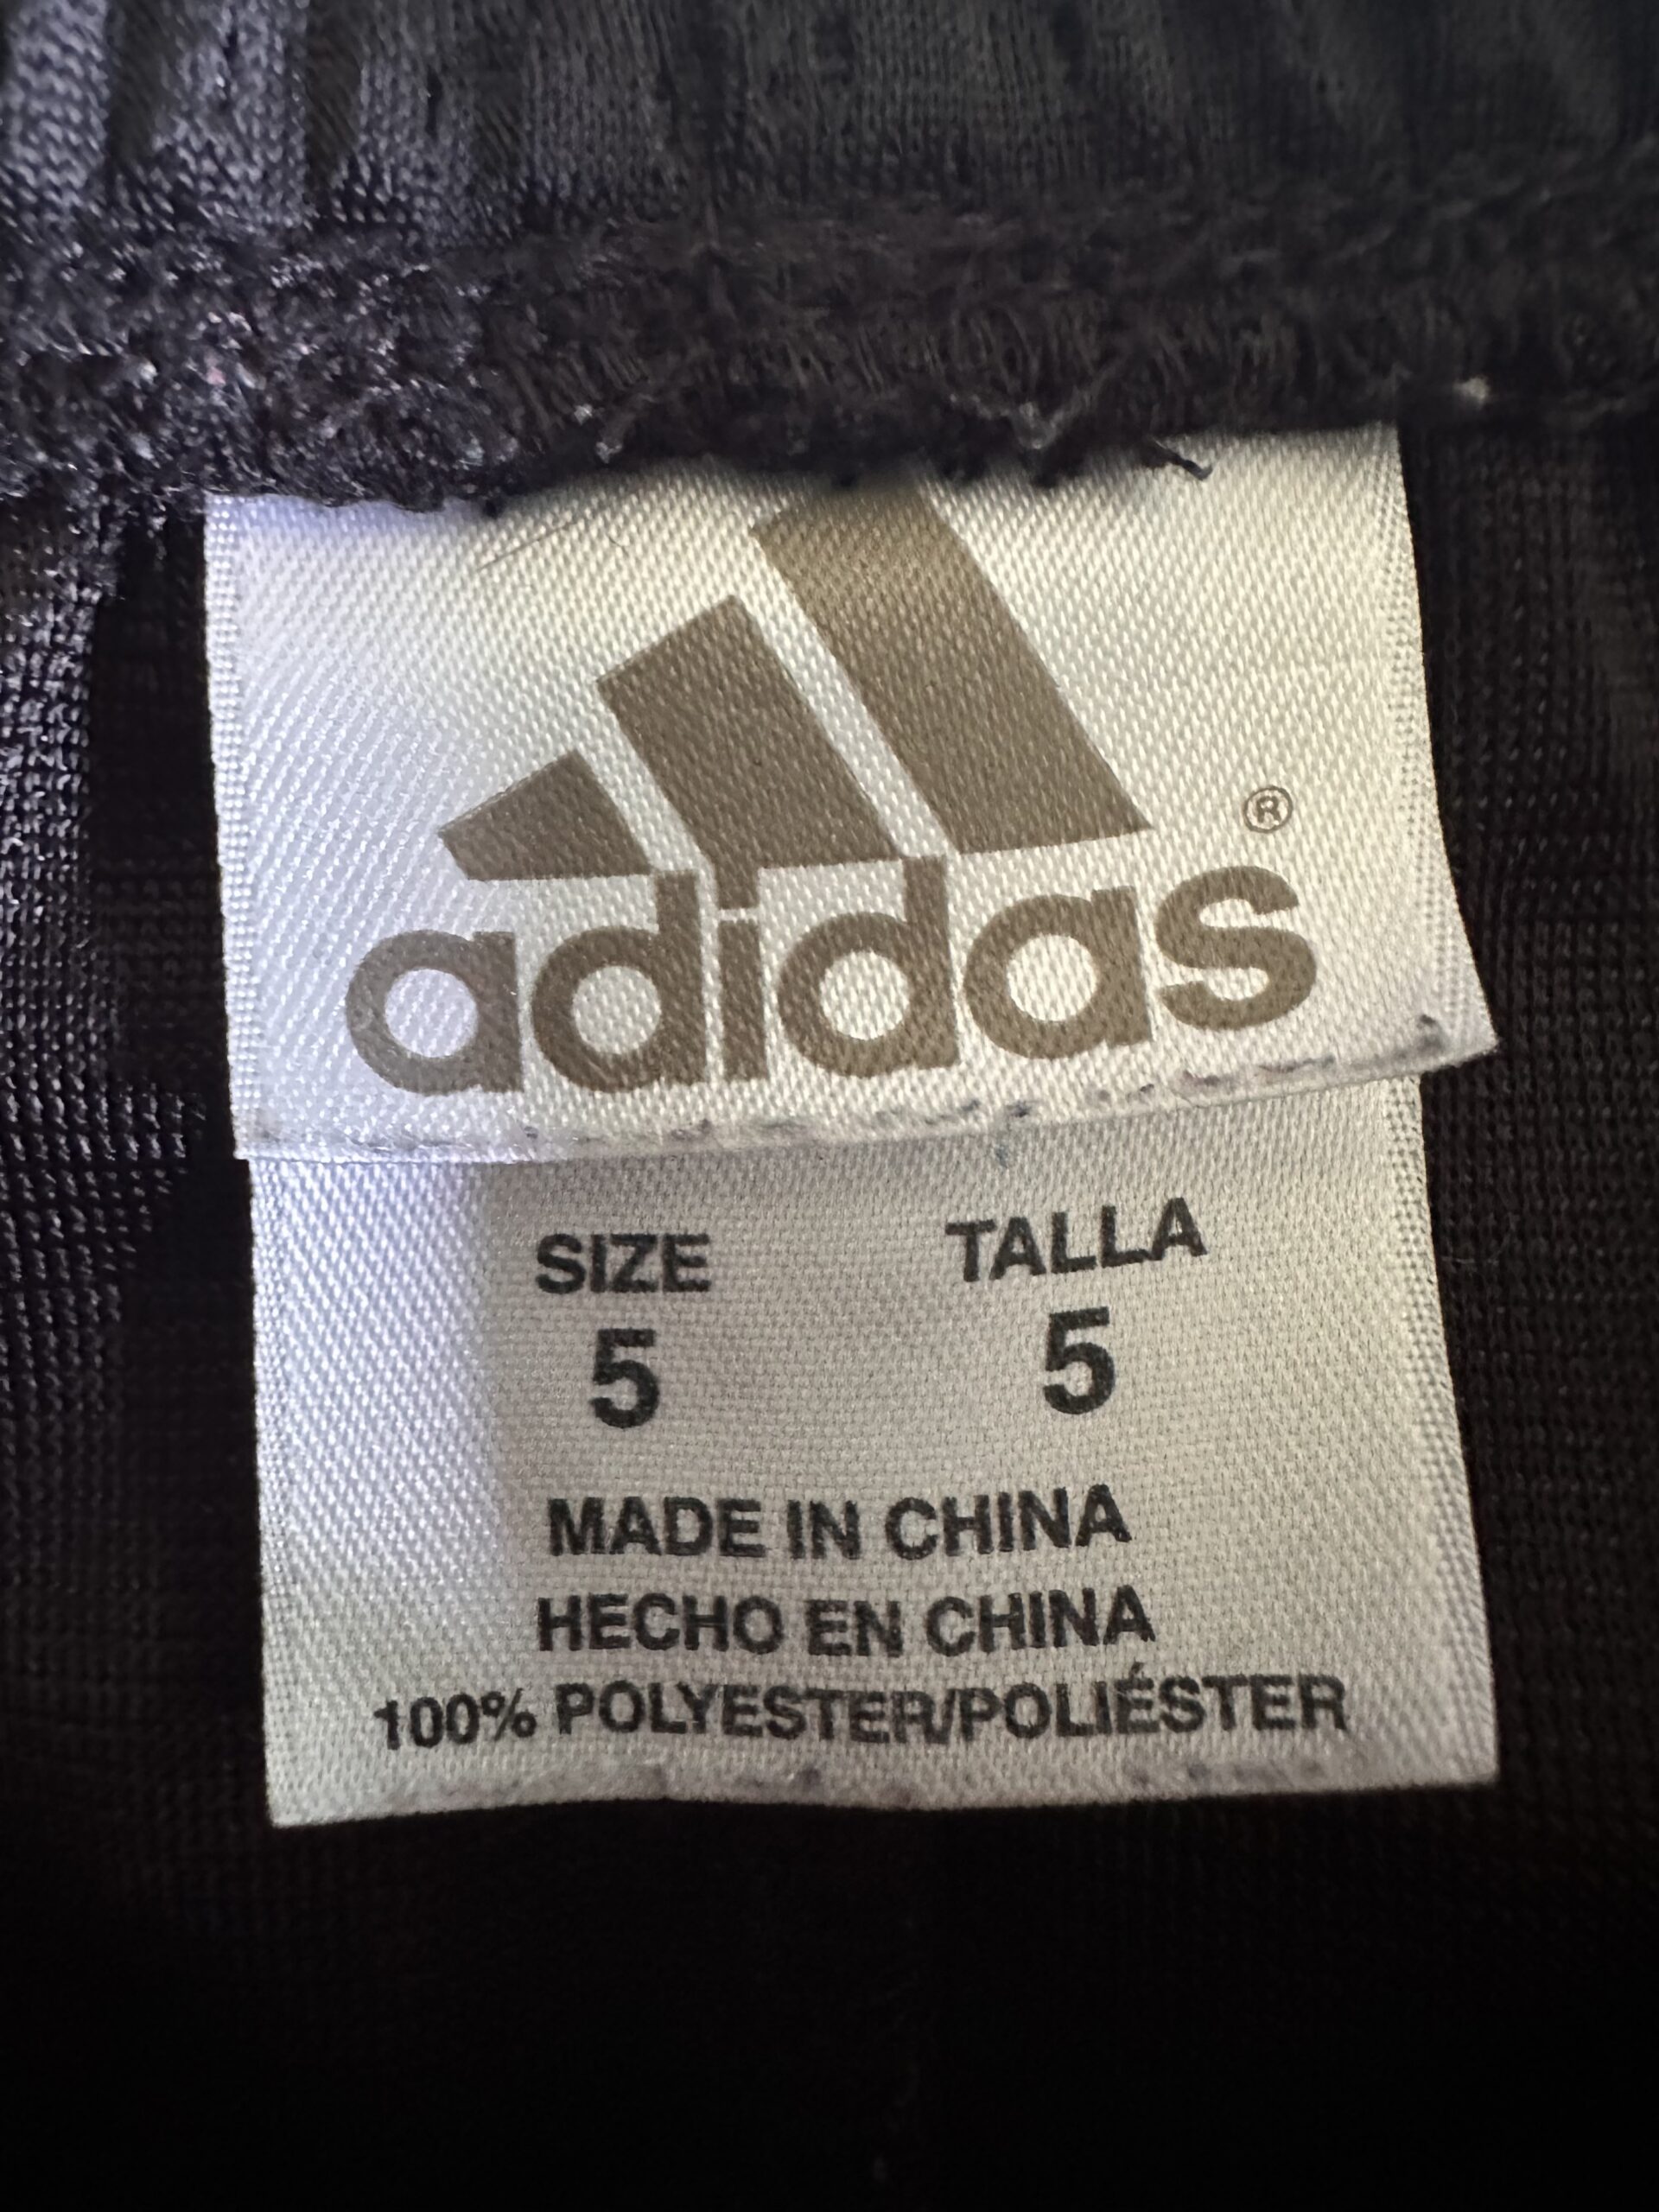 adidas ®
SIZE TALLA
5 5
MADE IN CHINA
HECHO EN CHINA
100% POLYESTER/POLIÉSTER